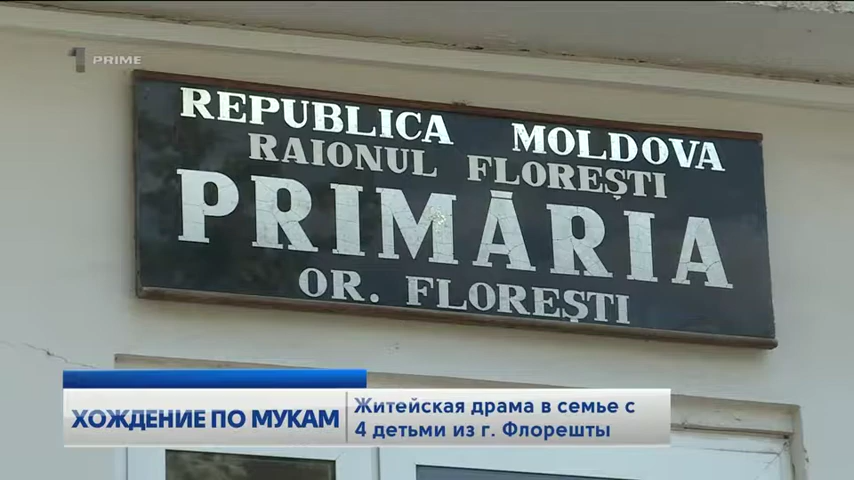 1 PRIME
REPUBLICA MOLDOVA
RAIONUL FLOREȘTI
PRIMĂRIA
OR. FLOREȘTI
ХОЖДЕНИЕ ПО МУКАМ
Житейская драма в семье с
4 детьми из г. Флорешты